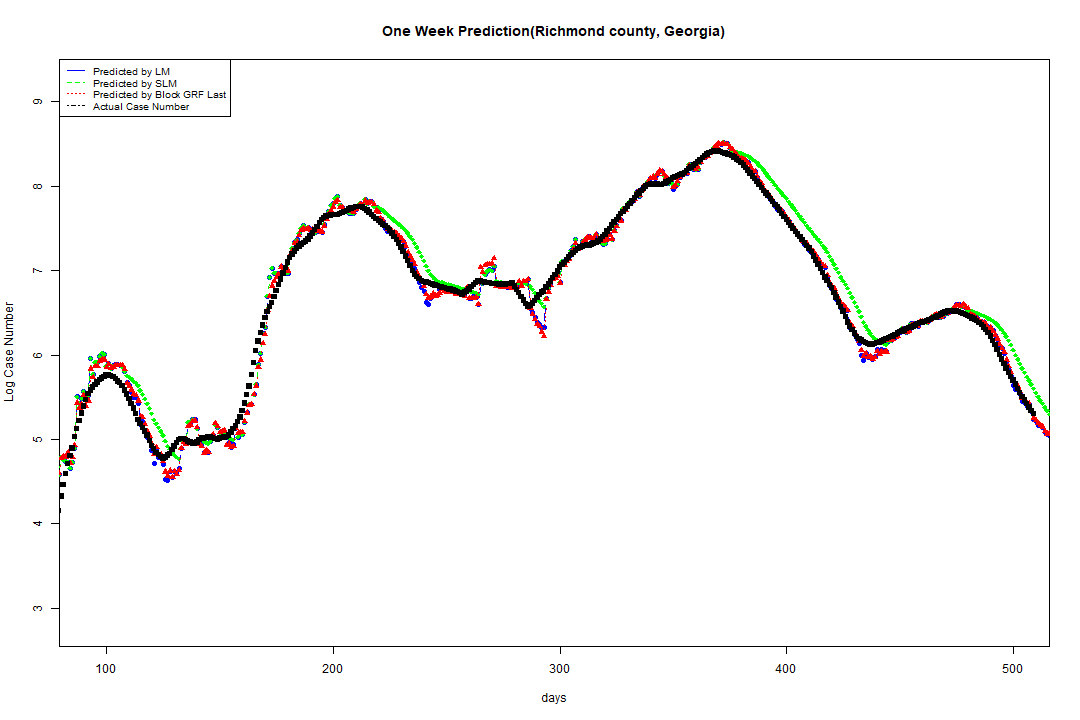 One Week Prediction(Richmond county, Georgia)
Predicted by LM
Predicted by SLM
Predicted by Block GRF Last
Actual Case Number
9
8
7
6
5
4
3
Log Case Number
100 200 300 400 500
days